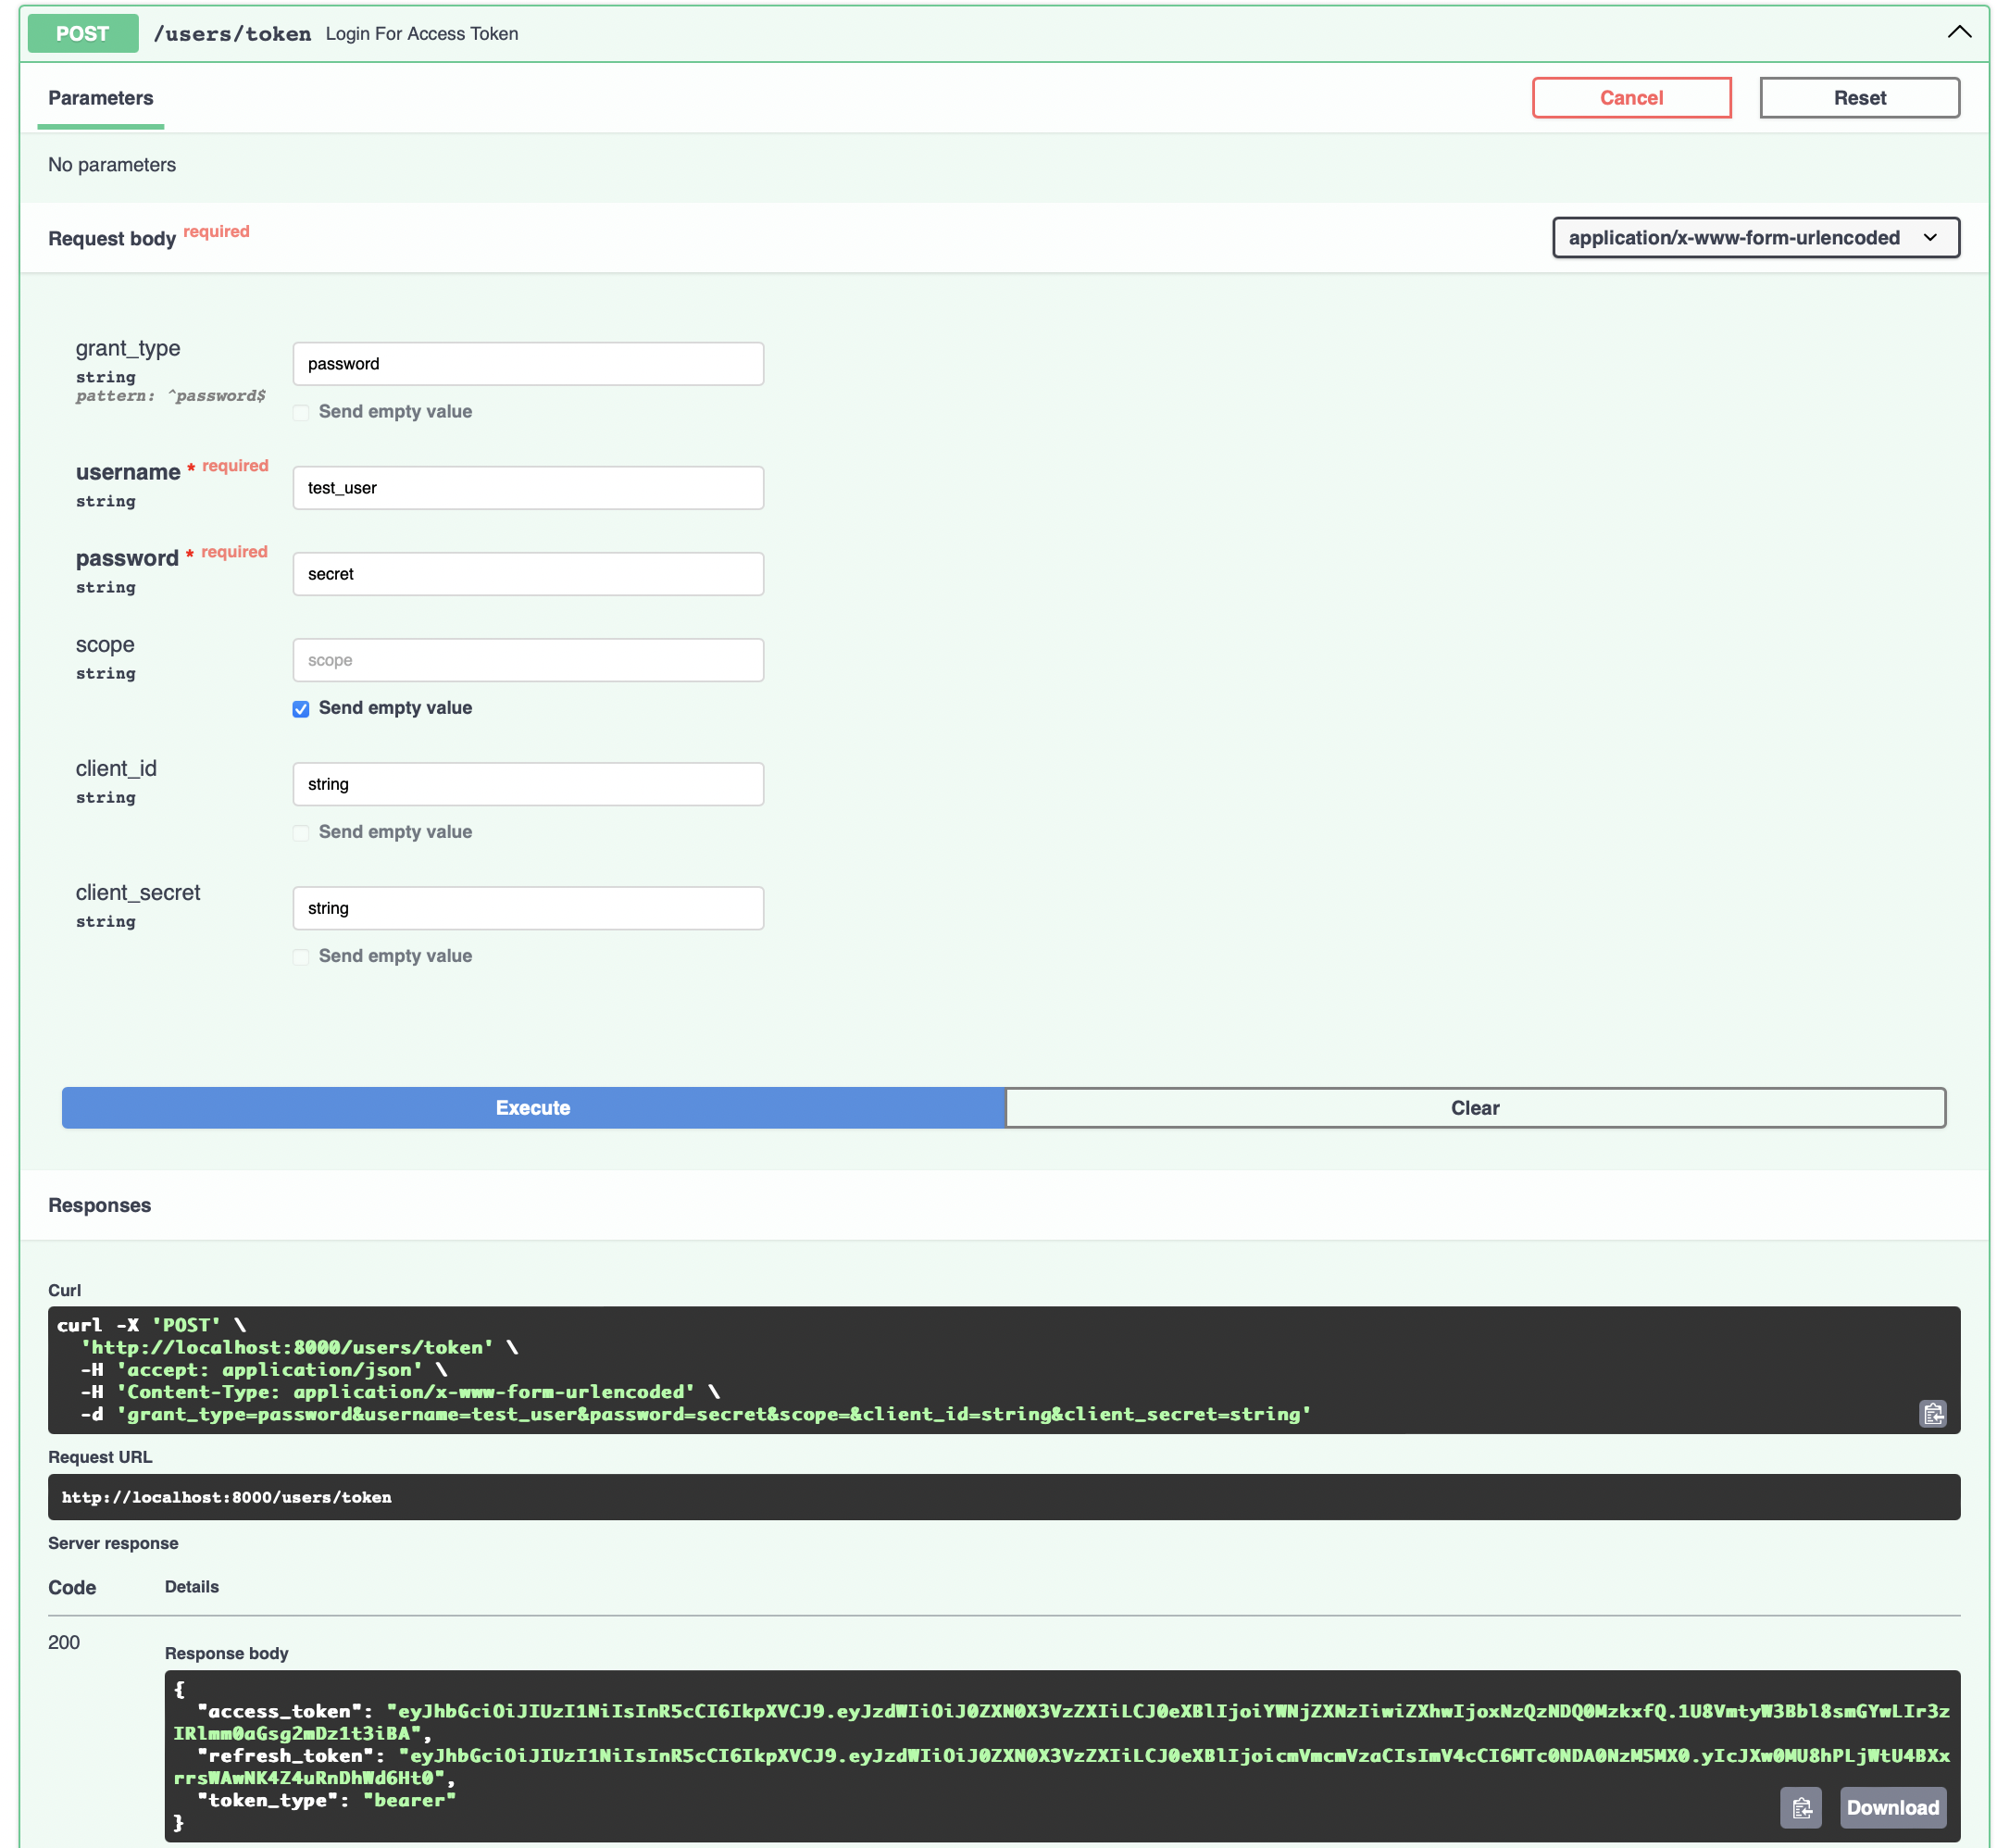 POST /users/token Login For Access Token
Parameters
Cancel
Reset
No parameters
Request body required
application/x-www-form-urlencoded
grant_type
string
pattern: ^password$
password
Send empty value
username * required
string
test_user
password * required
string
secret
scope
string
scope
Send empty value
client_id
string
string
Send empty value
client_secret
string
string
Send empty value
Execute
Clear
Responses
Curl
curl -X 'POST' \
  'http://localhost:8000/users/token' \
  -H 'accept: application/json' \
  -H 'Content-Type: application/x-www-form-urlencoded' \
  -d 'grant_type=password&username=test_user&password=secret&scope=&client_id=string&client_secret=string'
Request URL
http://localhost:8000/users/token
Server response
Code Details
200
Response body
{
  "access_token": "eyJhbGciOiJIUzI1NiIsInR5cCI6IkpXVCJ9.eyJzdWIiOiJ0ZXN0X3VzZXIiLCJ0eXBlIjoiYWNjZXNzIiwiZXhwIjoxNzQzNDQ0MzkxfQ.1U8VmtyW3Bbl8smGYwLIr3z
IRlmm0aGsg2mDz1t3iBA",
  "refresh_token": "eyJhbGciOiJIUzI1NiIsInR5cCI6IkpXVCJ9.eyJzdWIiOiJ0ZXN0X3VzZXIiLCJ0eXBlIjoicmVmcmVzaCIsImV4cCI6MTc0NDA0NzM5MX0.yIcJXw0MU8hPLjWtU4BXx
rrsWAwNK4Z4uRnDhWd6Ht0",
  "token_type": "bearer"
}
Download